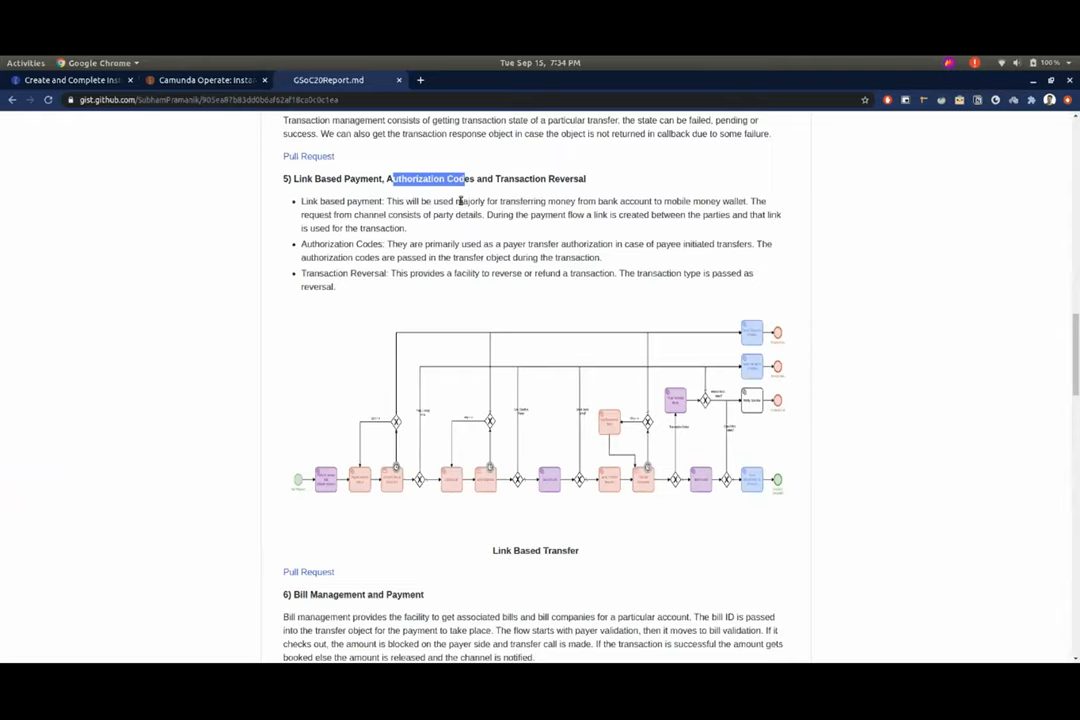 Activities
Google Chrome
Tue Sep 15, 7:34 PM
100 %
Create and Complete Inst
Camunda Operate: Instan
GSoC20Report.md
gist.github.com/SubhamPramanik/
Transaction management consists of getting transaction state of a particular transfer. the state can be failed, pending or
success. We can also get the transaction response object in case the object is not returned in callback due to some failure.
Pull Request
5) Link Based Payment, Authorization Codes and Transaction Reversal
• Link based payment: This will be used majorly for transferring money from bank account to mobile money wallet. The
request from channel consists of party details. During the payment flow a link is created between the parties and that link
is used for the transaction.
• Authorization Codes: They are primarily used as a payer transfer authorization in case of payee initiated transfers. The
authorization codes are passed in the transfer object during the transaction.
• Transaction Reversal: This provides a facility to reverse or refund a transaction. The transaction type is passed as
reversal.
Link Based Transfer
Pull Request
6) Bill Management and Payment
Bill management provides the facility to get associated bills and bill companies for a particular account. The bill ID is passed
into the transfer object for the payment to take place. The flow starts with payer validation, then it moves to bill validation. If it
checks out, the amount is blocked on the payer side and transfer call is made. If the transaction is successful the amount gets
booked else the amount is released and the channel is notified.